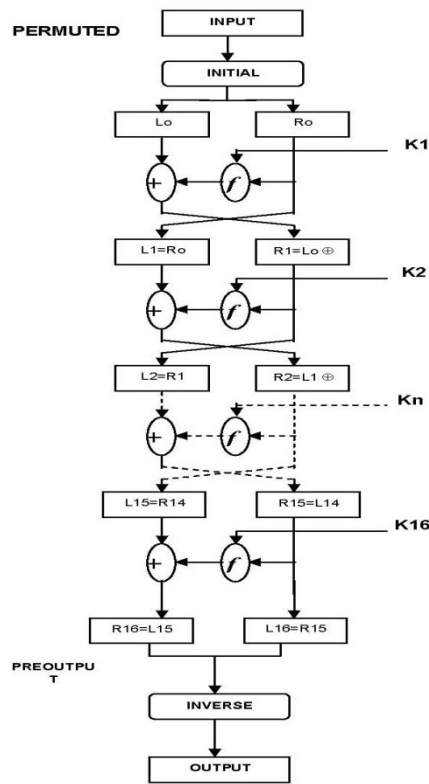 INPUT
PERMUTED
INITIAL
Lo
Ro
K1
+
f
L1=Ro
R1=Lo ⊕
K2
+
f
L2=R1
R2=L1 ⊕
Kn
+
f
L15=R14
R15=L14
K16
+
f
R16=L15
L16=R15
PREOUTPU
T
INVERSE
OUTPUT